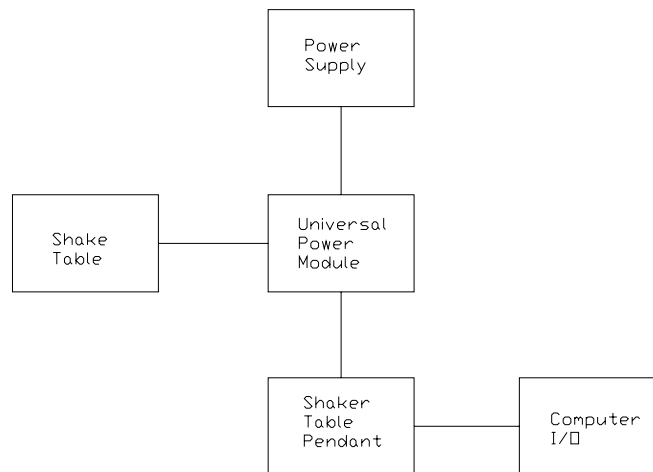 Power
Supply
Shake
Table
Universal
Power
Module
Shaker
Table
Pendant
Computer
I/O